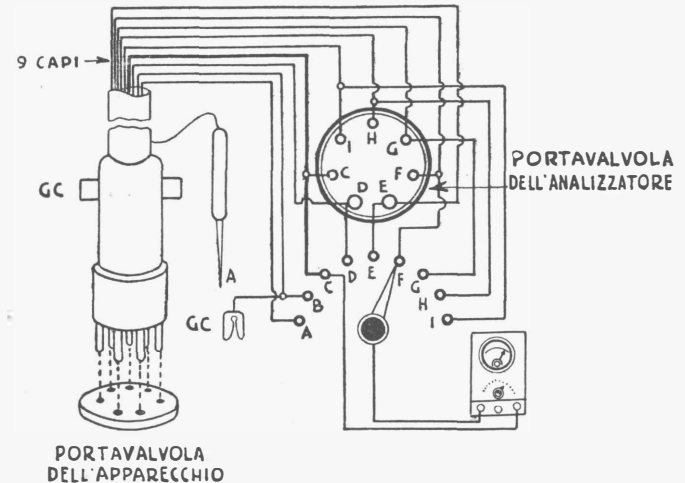 9 CAPI
GC
A
GC
PORTAVALVOLA
DELL'APPARECCHIO
I
H
G
C
F
D
E
PORTAVALVOLA
DELL'ANALIZZATORE
A
B
C
D
E
F
G
H
I